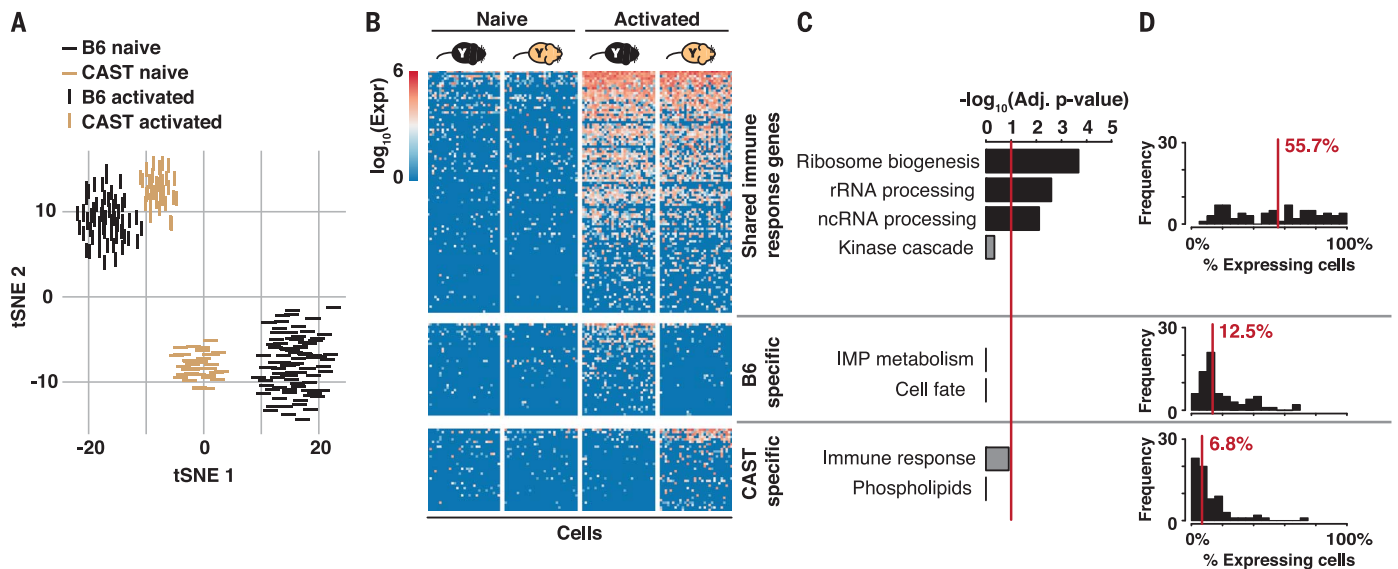 A
B6 naive
CAST naive
B6 activated
CAST activated
10
0
-10
-20
0
20
tSNE 1
tSNE 2
B
Naive
Activated
Y
Y
Y
Y
6
0
log10(Expr)
Cells
Shared immune
response genes
B6
specific
CAST
specific
C
-log10(Adj. p-value)
0 1 2 3 4 5
Ribosome biogenesis
rRNA processing
ncRNA processing
Kinase cascade
IMP metabolism
Cell fate
Immune response
Phospholipids
D
30
55.7%
Frequency
0
0%
100%
% Expressing cells
30
12.5%
Frequency
0
30
6.8%
Frequency
0
0%
100%
% Expressing cells